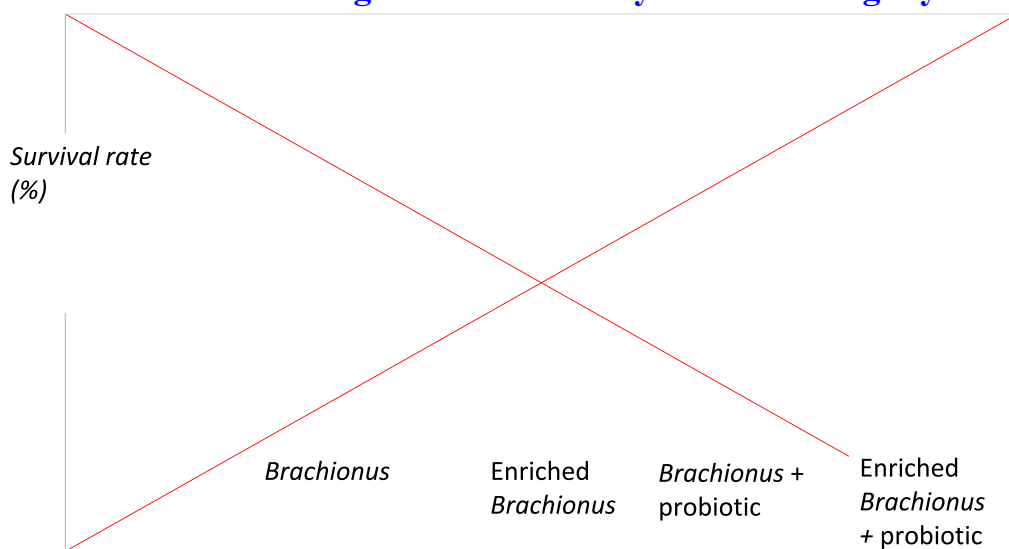 Survival rate
(%)
Brachionus
Enriched
Brachionus
Brachionus +
probiotic
Enriched
Brachionus
+ probiotic